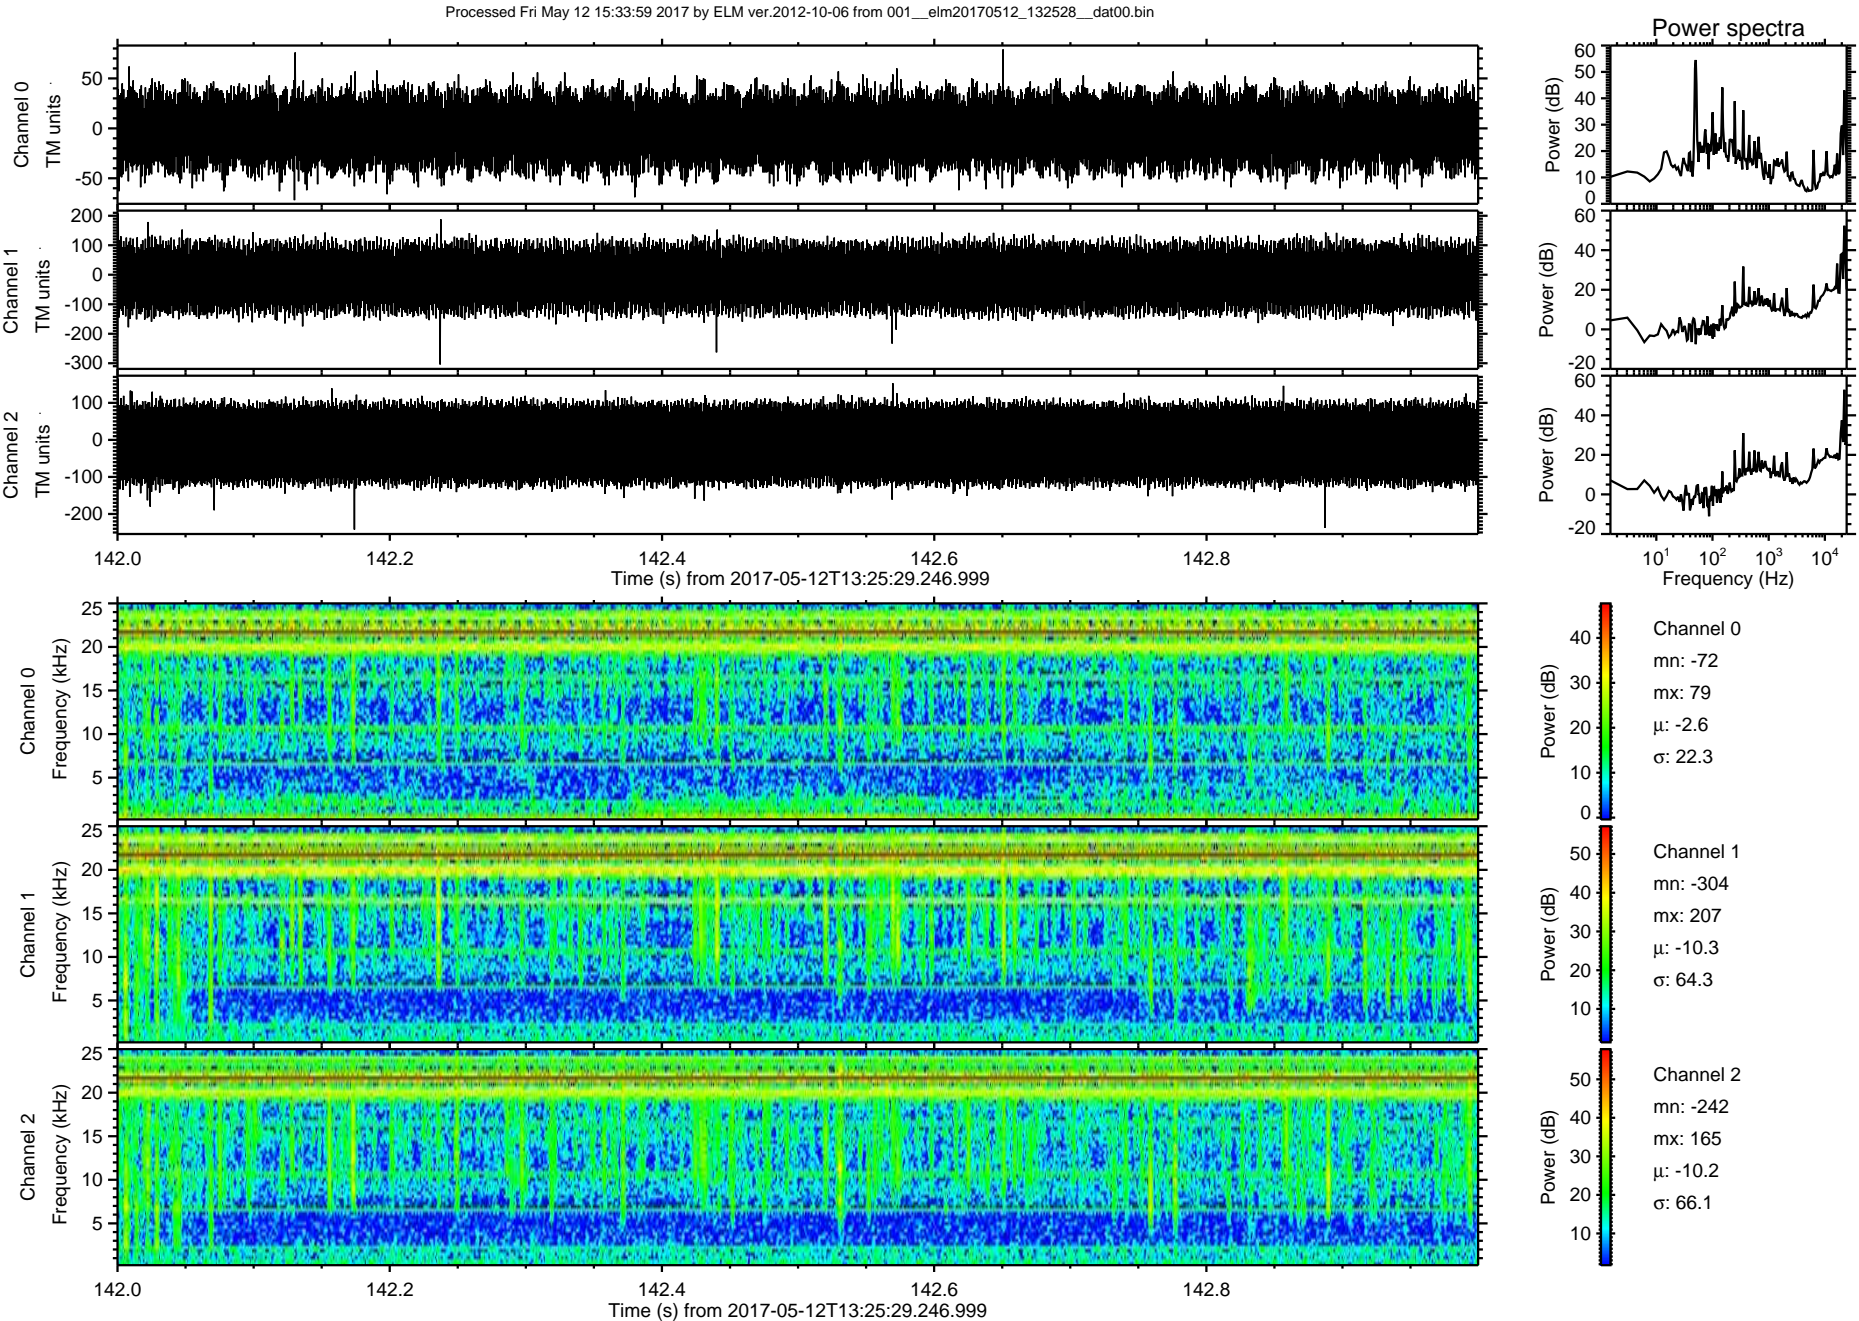 Processed Fri May 12 15:33:59 2017 by ELM ver.2012-10-06 from 001__elm20170512_132528__dat00.bin
Power spectra
Channel 0
TM units
50
0
-50
Power (dB)
60
50
40
30
20
10
0
Channel 1
TM units
200
100
0
-100
-200
-300
Power (dB)
60
40
20
0
-20
Channel 2
TM units
100
0
-100
-200
Power (dB)
60
40
20
0
-20
142.0 142.2 142.4 142.6 142.8
Time (s) from 2017-05-12T13:25:29.246.999
10^1 10^2 10^3 10^4
Frequency (Hz)
Channel 0
Frequency (kHz)
25
20
15
10
5
Power (dB)
40
30
20
10
0
Channel 0
mn: -72
mx: 79
μ: -2.6
σ: 22.3
Channel 1
Frequency (kHz)
25
20
15
10
5
Power (dB)
50
40
30
20
10
Channel 1
mn: -304
mx: 207
μ: -10.3
σ: 64.3
Channel 2
Frequency (kHz)
25
20
15
10
5
Power (dB)
50
40
30
20
10
Channel 2
mn: -242
mx: 165
μ: -10.2
σ: 66.1
142.0 142.2 142.4 142.6 142.8
Time (s) from 2017-05-12T13:25:29.246.999